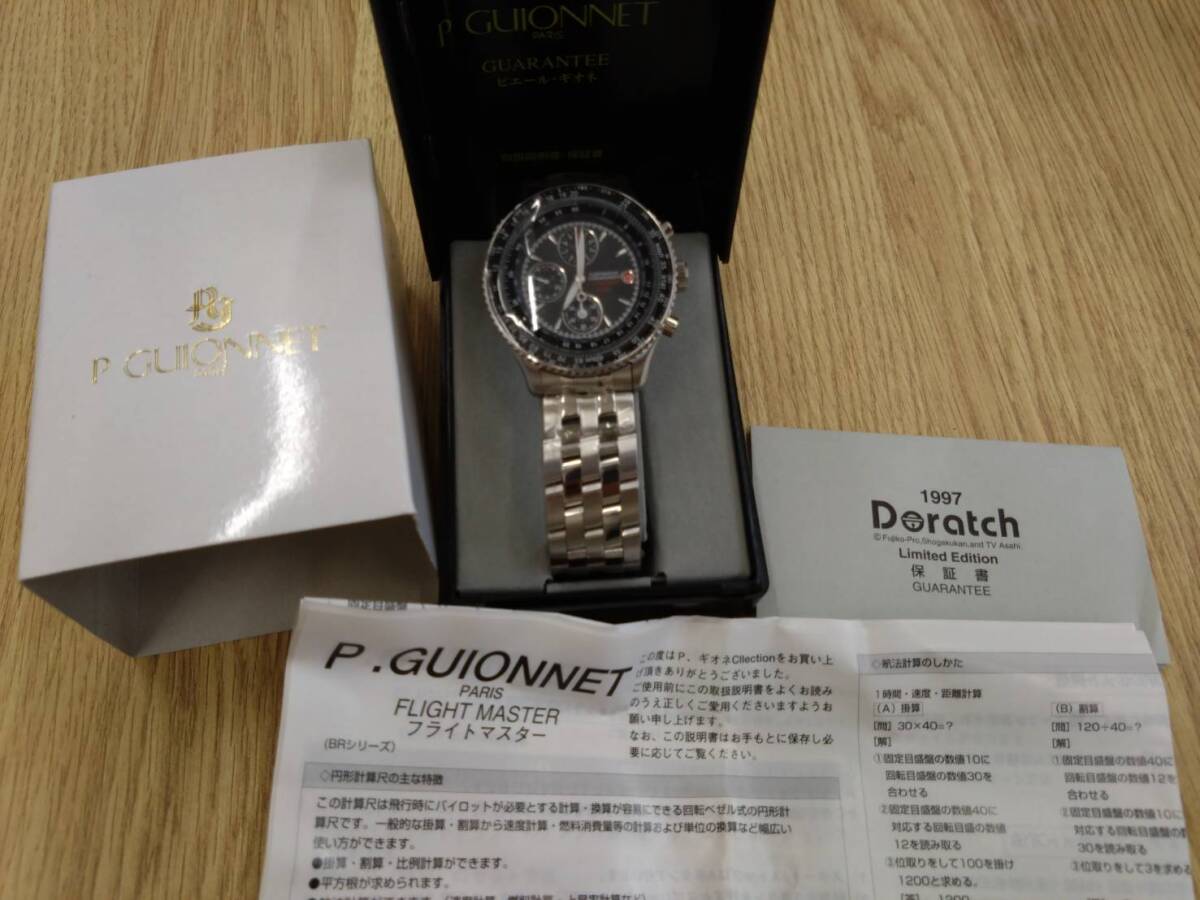 P GUIONNET
PARIS
GUARANTEE
ピエール・ギオネ
PG
P GUIONNET
PARIS
1997
Doratch
©Fujiko-Pro,Shogakukan,and TV Asahi.
Limited Edition
保証書
GUARANTEE
固定目盛盤
P.GUIONNET
PARIS
FLIGHT MASTER
フライトマスター
(BRシリーズ)
この度はP.ギオネCllectionをお買い上
げ頂きありがとうございました。
ご使用前にこの取扱説明書をよくお読み
のうえ正しくご愛用くださいますようお
願い申し上げます。
なお、この説明書はお手もとに保存し必
要に応じてご覧ください。
◇円形計算尺の主な特徴
この計算尺は飛行時にパイロットが必要とする計算・換算が容易にできる回転ベゼル式の円形計
算尺です。一般的な掛算・割算から速度計算・燃料消費量等の計算および単位の換算など幅広い
使い方ができます。
●掛算・割算・比例計算ができます。
●平方根が求められます。
◇航法計算のしかた
1時間・速度・距離計算
(A) 掛算
[問] 30×40=?
[解]
①固定目盛盤の数値10に
回転目盛盤の数値30を
合わせる
②固定目盛盤の数値40に
対応する回転目盛の数値
12を読み取る
③位取りをして100を掛け
1200と求める。
[答] 1200
(B) 割算
[問] 120÷40=?
[解]
①固定目盛盤の数値40に
回転目盛盤の数値12を
合わせる
②固定目盛盤の数値10に
対応する回転目盛の数値
30を読み取る
③位取りをして3を求め